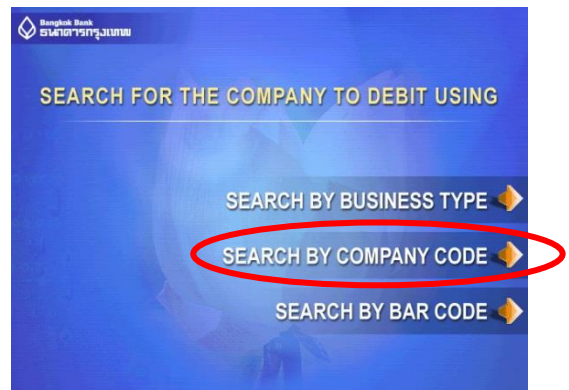 Bangkok Bank
ธนาคารกรุงเทพ
SEARCH FOR THE COMPANY TO DEBIT USING
SEARCH BY BUSINESS TYPE
SEARCH BY COMPANY CODE
SEARCH BY BAR CODE